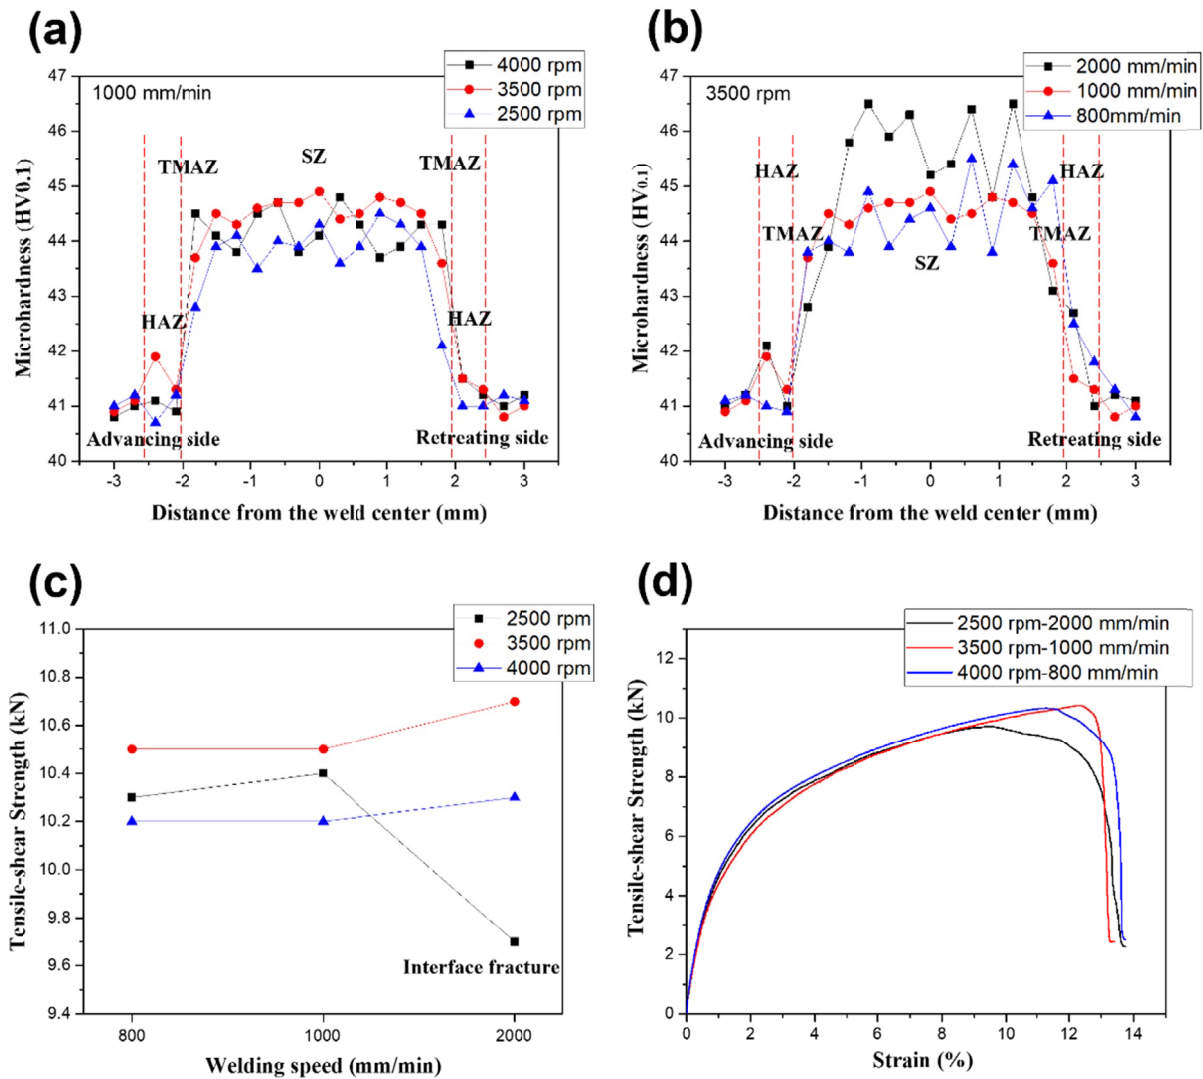 (a)
4000 rpm
3500 rpm
2500 rpm
1000 mm/min
47
46
45
44
43
42
41
40
Microhardness (HV0.1)
TMAZ
SZ
TMAZ
HAZ
HAZ
Advancing side
Retreating side
-3
-2
-1
0
1
2
3
Distance from the weld center (mm)
(b)
2000 mm/min
1000 mm/min
800mm/min
3500 rpm
47
46
45
44
43
42
41
40
Microhardness (HV0.1)
HAZ
HAZ
TMAZ
TMAZ
SZ
Advancing side
Retreating side
-3
-2
-1
0
1
2
3
Distance from the weld center (mm)
(c)
2500 rpm
3500 rpm
4000 rpm
11.0
10.8
10.6
10.4
10.2
10.0
9.8
9.6
9.4
Tensile-shear Strength (kN)
Interface fracture
800
1000
2000
Welding speed (mm/min)
(d)
2500 rpm-2000 mm/min
3500 rpm-1000 mm/min
4000 rpm-800 mm/min
12
10
8
6
4
2
0
Tensile-shear Strength (kN)
0
2
4
6
8
10
12
14
Strain (%)